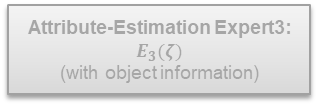 Attribute-Estimation Expert3:
E₃(ζ)
(with object information)